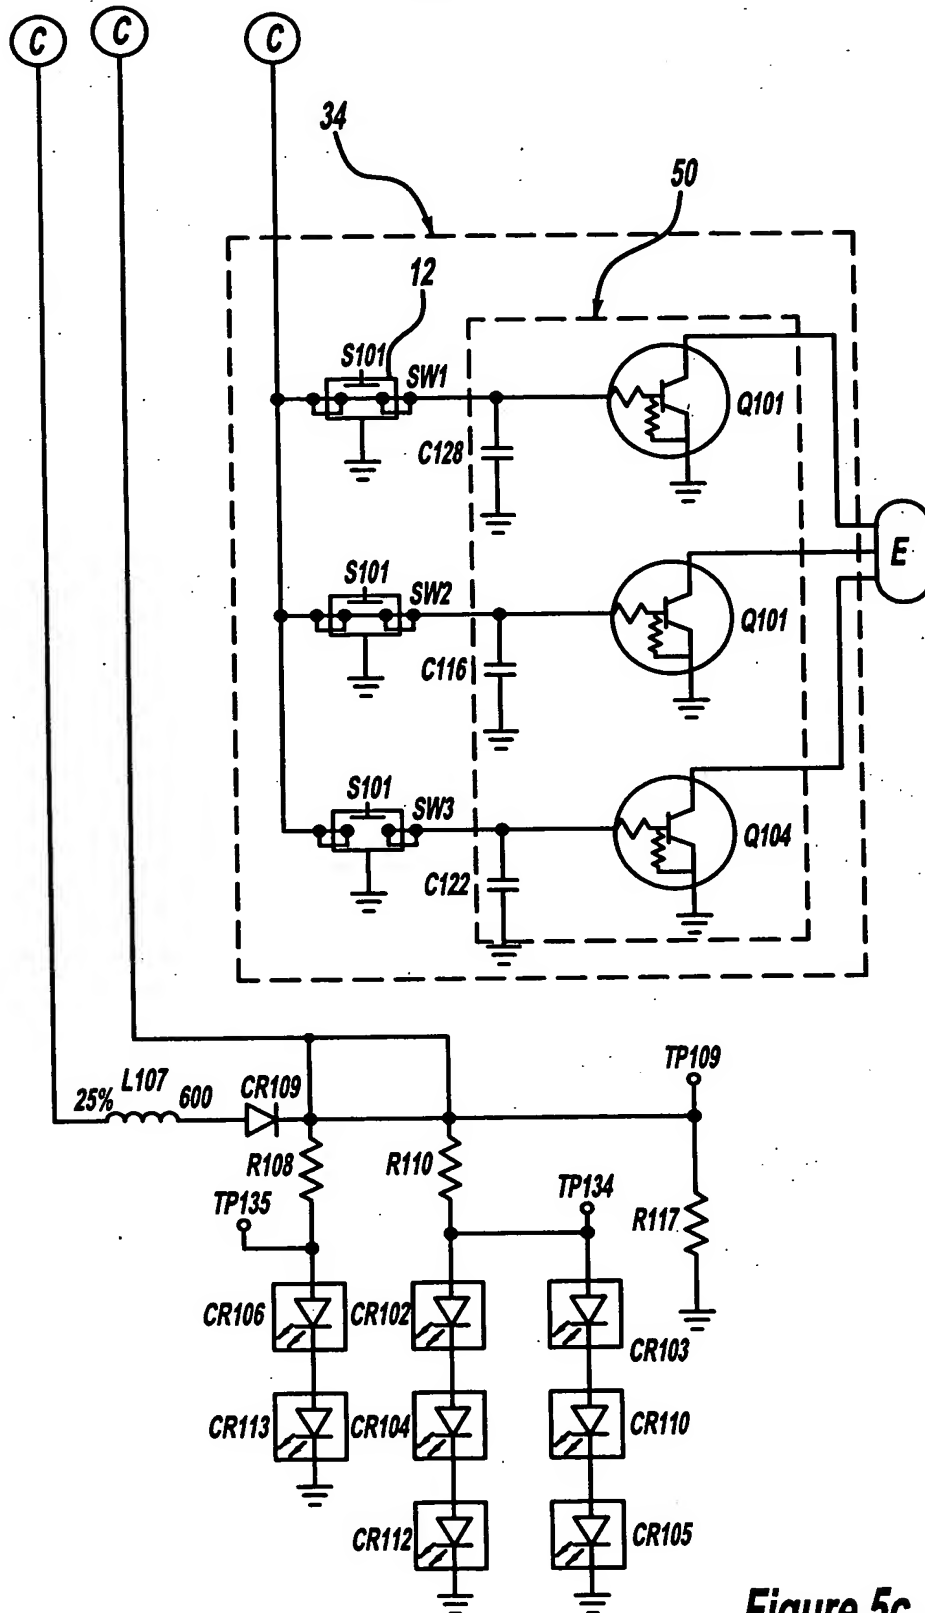 C C C
34
50
12
S101
SW1
C128
Q101
E
S101
SW2
C116
Q101
S101
SW3
C122
Q104
TP109
25% L107 600 CR109
R108
R110
TP135
TP134
R117
CR106
CR102
CR103
CR113
CR104
CR110
CR112
CR105
Figure 5c